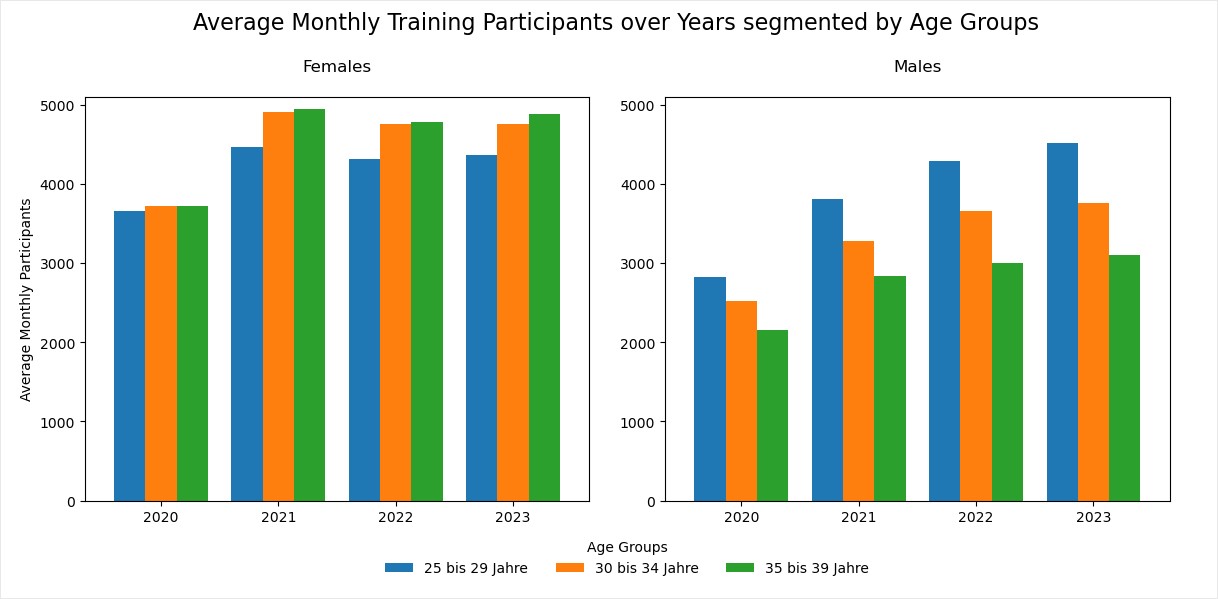 Average Monthly Training Participants over Years segmented by Age Groups
Females
Males
Average Monthly Participants
5000
4000
3000
2000
1000
0
2020 2021 2022 2023
5000
4000
3000
2000
1000
0
2020 2021 2022 2023
Age Groups
25 bis 29 Jahre 30 bis 34 Jahre 35 bis 39 Jahre